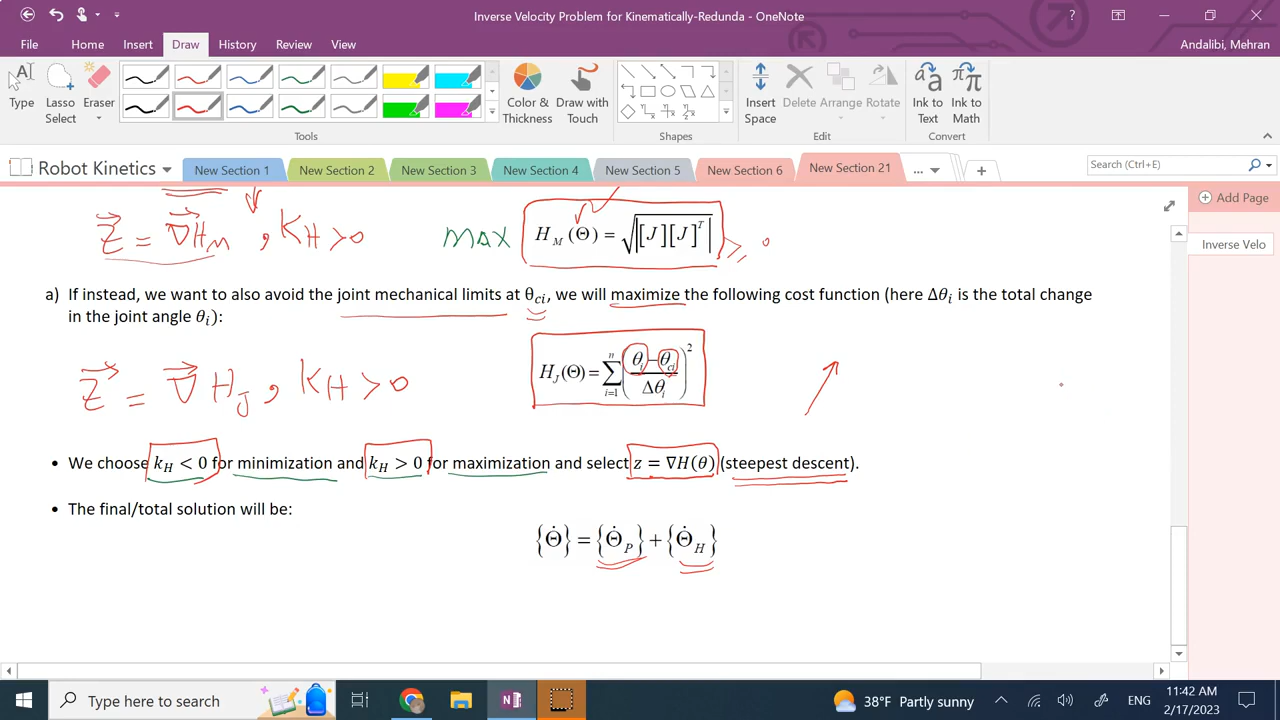 Inverse Velocity Problem for Kinematically-Redunda - OneNote
File Home Insert Draw History Review View
Andalibi, Mehran
Type
Lasso Select
Eraser
Color & Thickness
Draw with Touch
Insert Space
Delete
Arrange
Rotate
Ink to Text
Ink to Math
Tools
Shapes
Edit
Convert
Robot Kinetics
New Section 1
New Section 2
New Section 3
New Section 4
New Section 5
New Section 6
New Section 21
...
Search (Ctrl+E)
Add Page
Inverse Velo
z⃗ = ∇⃗H_M , K_H > 0
MAX
H_M(Θ) = √|[J][J]^T| ≥ 0
a) If instead, we want to also avoid the joint mechanical limits at θ_ci, we will maximize the following cost function (here Δθ_i is the total change
in the joint angle θ_i):
z⃗ = ∇⃗H_J , K_H > 0
H_J(Θ) = ∑_{i=1}^{n} ((θ_i − θ_ci)/Δθ_i)^2
• We choose k_H < 0 for minimization and k_H > 0 for maximization and select z = ∇H(θ) (steepest descent).
• The final/total solution will be:
{Θ̇} = {Θ̇_P} + {Θ̇_H}
Type here to search
38°F Partly sunny
ENG
11:42 AM
2/17/2023